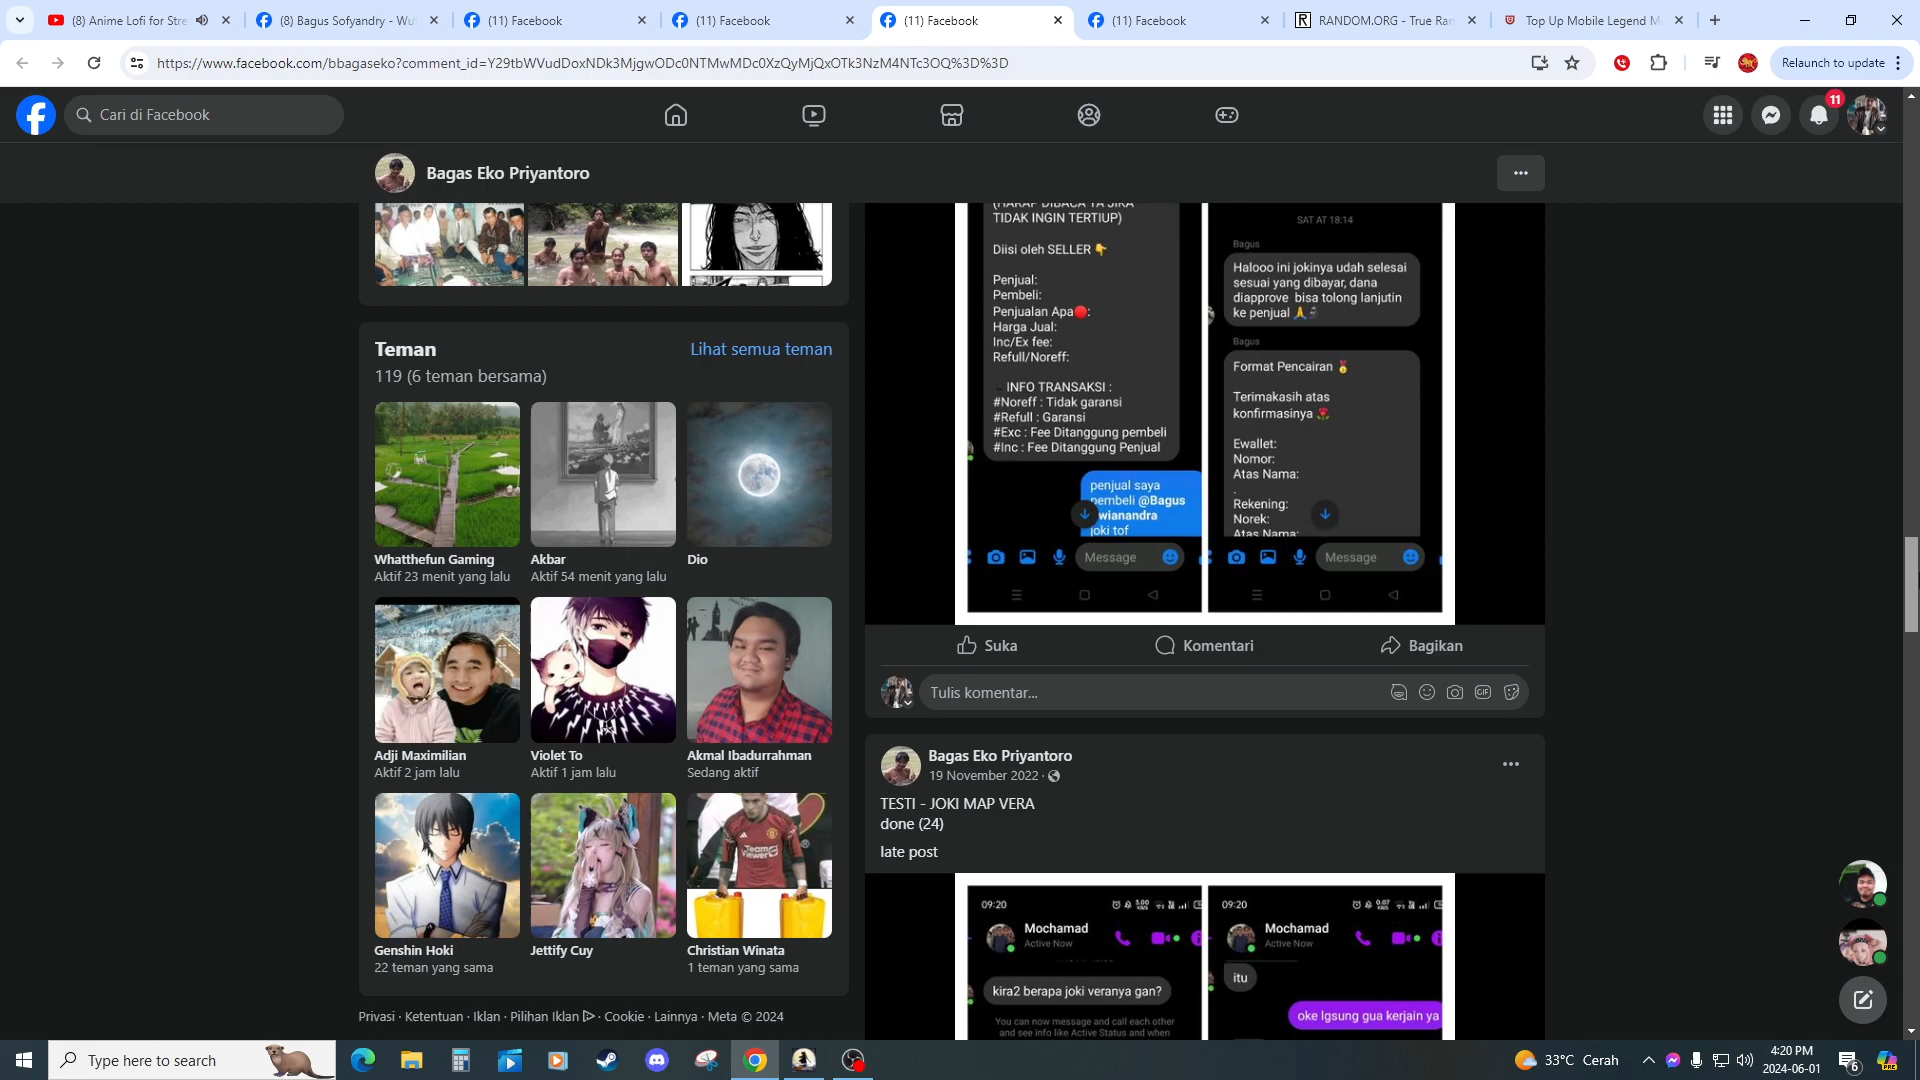 (8) Anime Lofi for Stre
(8) Bagus Sofyandry - Wu
(11) Facebook
(11) Facebook
(11) Facebook
(11) Facebook
RANDOM.ORG - True Ra
Top Up Mobile Legend M
https://www.facebook.com/bbagaseko?comment_id=Y29tbWVudDoxNDk3MjgwODc0NTMwMDc0XzQyMjQxOTk3NzM4NTc3OQ%3D%3D
Relaunch to update
Cari di Facebook
11
Bagas Eko Priyantoro
(HARAP DIBACA YA JIKA
TIDAK INGIN TERTIUP)
Diisi oleh SELLER 👇
Penjual:
Pembeli:
Penjualan Apa🔴:
Harga Jual:
Inc/Ex fee:
Refull/Noreff:
INFO TRANSAKSI :
#Noreff : Tidak garansi
#Refull : Garansi
#Exc : Fee Ditanggung pembeli
#Inc : Fee Ditanggung Penjual
penjual saya
pembeli @Bagus
wianandra
joki tof
Message
SAT AT 18:14
Bagus
Halooo ini jokinya udah selesai
sesuai yang dibayar, dana
diapprove bisa tolong lanjutin
ke penjual 🙏🗿
Bagus
Format Pencairan 🏅
Terimakasih atas
konfirmasinya 🌹
Ewallet:
Nomor:
Atas Nama:
.
Rekening:
Norek:
Atas Nama:
Message
Teman
Lihat semua teman
119 (6 teman bersama)
Whatthefun Gaming
Aktif 23 menit yang lalu
Akbar
Aktif 54 menit yang lalu
Dio
Adji Maximilian
Aktif 2 jam lalu
Violet To
Aktif 1 jam lalu
Akmal Ibadurrahman
Sedang aktif
TeamViewer
Genshin Hoki
22 teman yang sama
Jettify Cuy
Christian Winata
1 teman yang sama
Privasi · Ketentuan · Iklan · Pilihan Iklan · Cookie · Lainnya · Meta © 2024
Suka
Komentari
Bagikan
Tulis komentar...
GIF
Bagas Eko Priyantoro
19 November 2022 ·
TESTI - JOKI MAP VERA
done (24)
late post
09:20
Mochamad
Active Now
kira2 berapa joki veranya gan?
You can now message and call each other
and see info like Active Status and when
09:20
Mochamad
Active Now
itu
oke lgsung gua kerjain ya
Type here to search
33°C Cerah
4:20 PM
2024-06-01
6
PRE